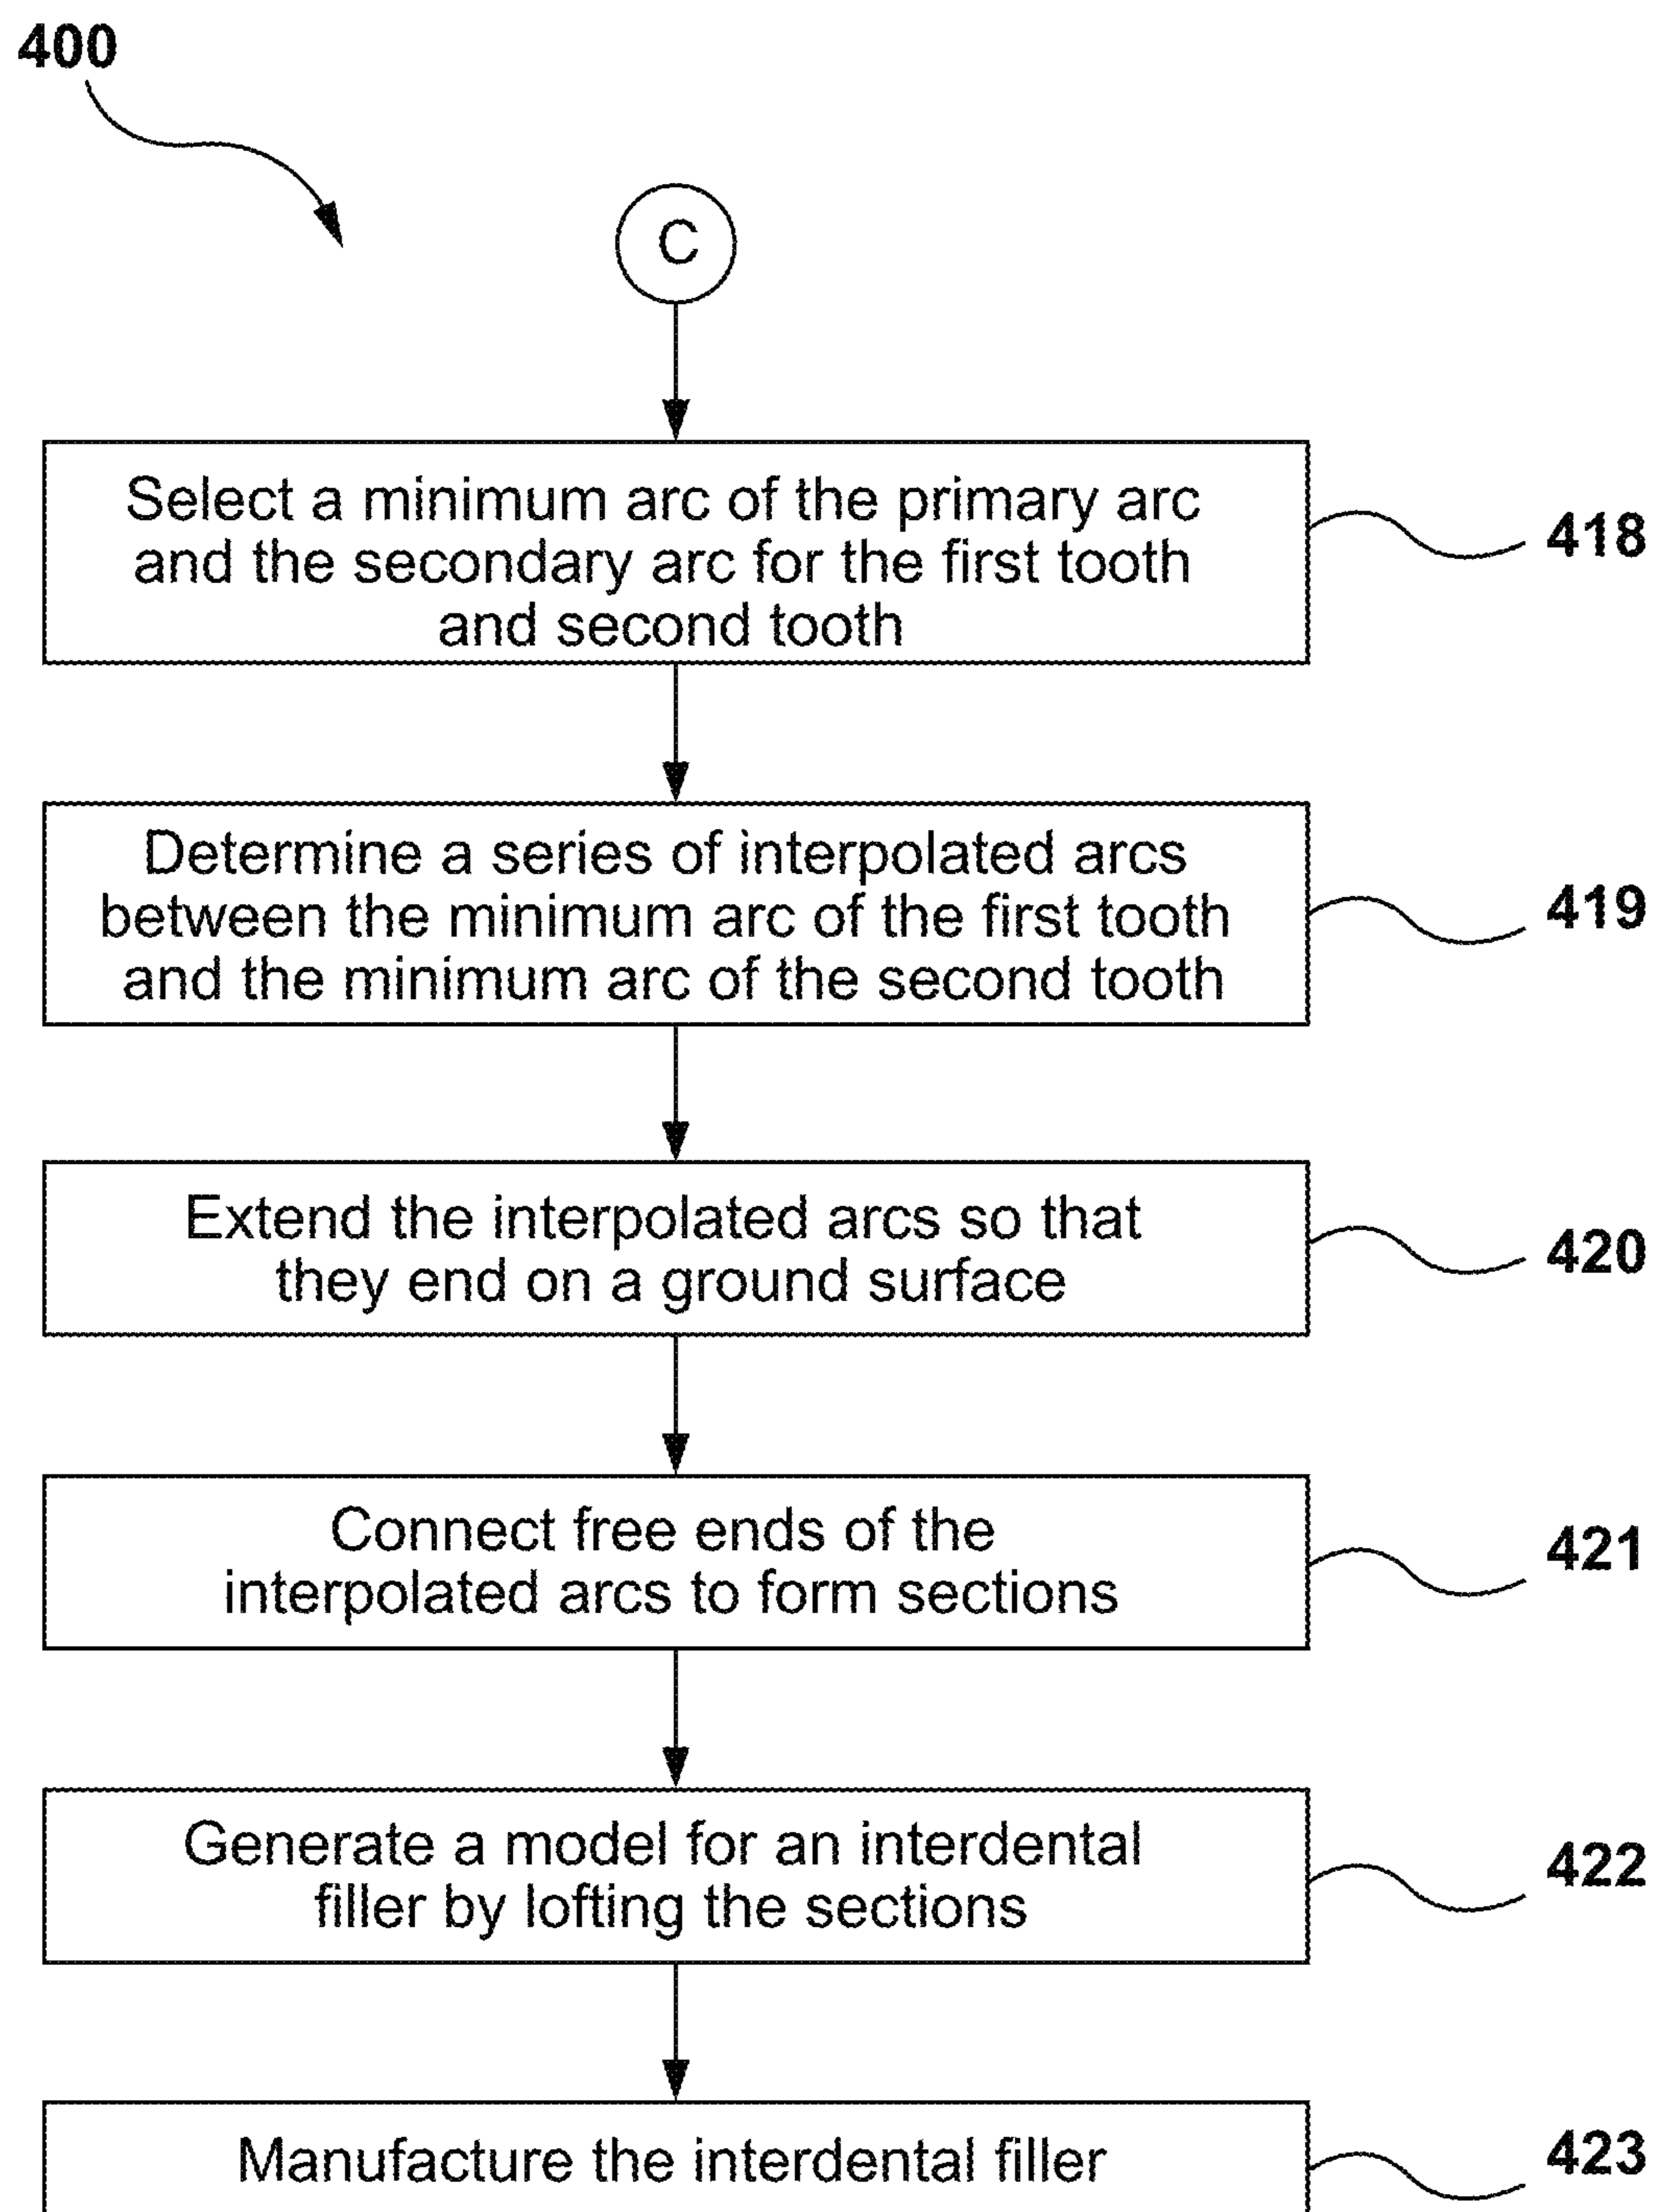 400
C
Select a minimum arc of the primary arc
and the secondary arc for the first tooth
and second tooth
418
Determine a series of interpolated arcs
between the minimum arc of the first tooth
and the minimum arc of the second tooth
419
Extend the interpolated arcs so that
they end on a ground surface
420
Connect free ends of the
interpolated arcs to form sections
421
Generate a model for an interdental
filler by lofting the sections
422
Manufacture the interdental filler
423